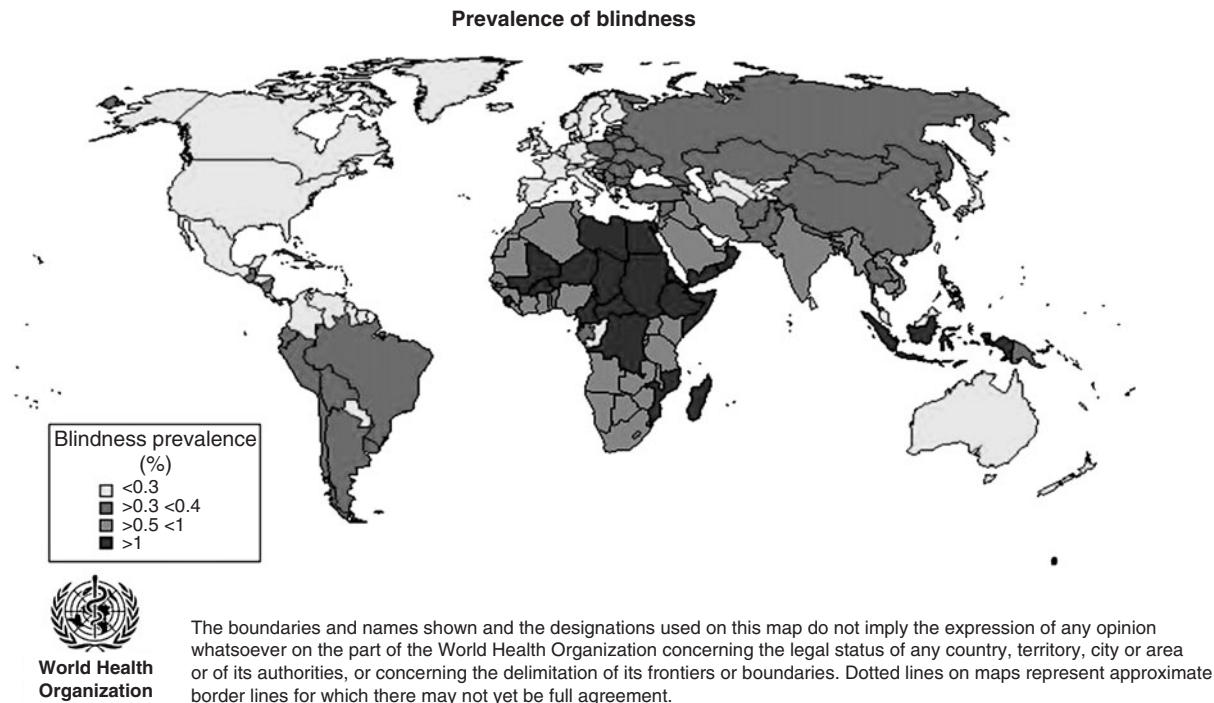 Prevalence of blindness
Blindness prevalence
(%)
<0.3
>0.3 <0.4
>0.5 <1
>1
World Health
Organization
The boundaries and names shown and the designations used on this map do not imply the expression of any opinion
whatsoever on the part of the World Health Organization concerning the legal status of any country, territory, city or area
or of its authorities, or concerning the delimitation of its frontiers or boundaries. Dotted lines on maps represent approximate
border lines for which there may not yet be full agreement.